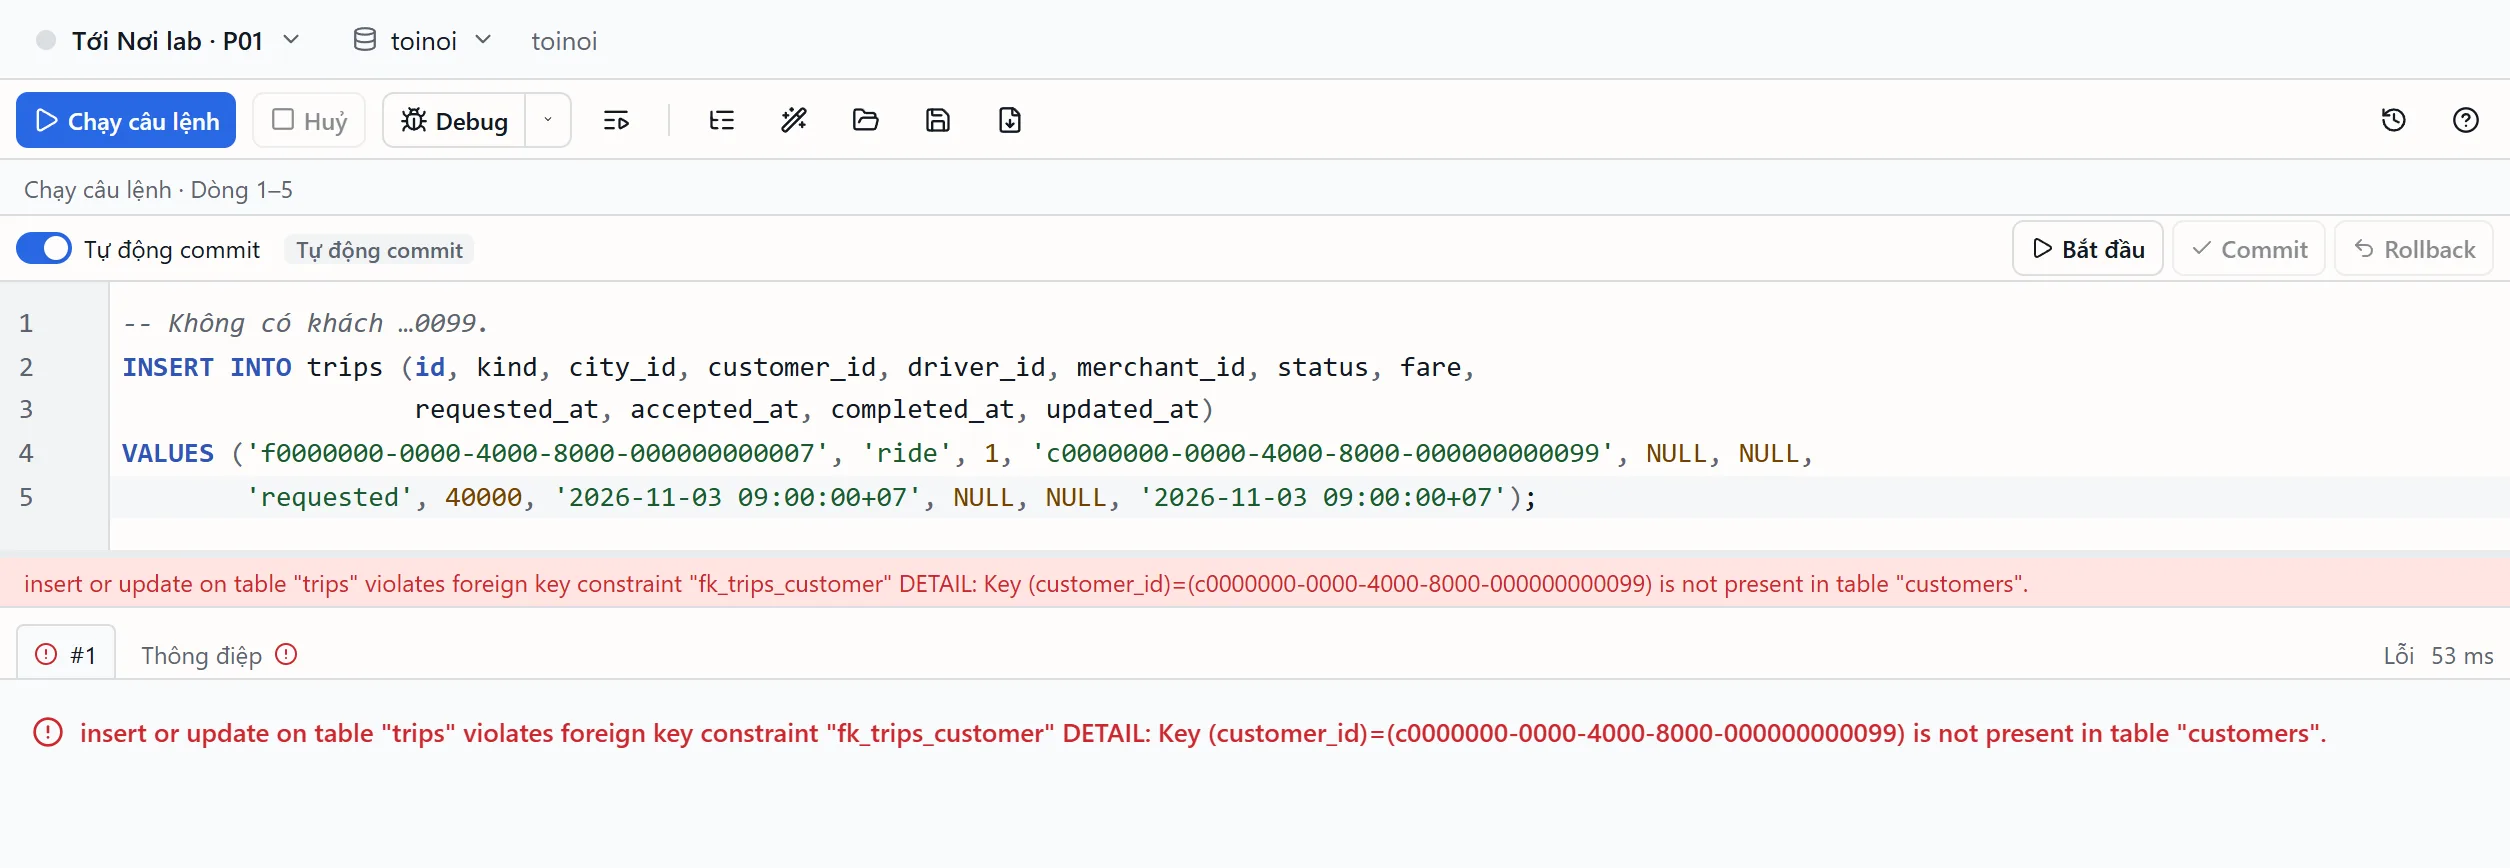 Tới Nơi lab · P01 toinoi toinoi
Chạy câu lệnh Huỷ Debug
Chạy câu lệnh · Dòng 1–5
Tự động commit Tự động commit Bắt đầu Commit Rollback
1 -- Không có khách …0099.
2 INSERT INTO trips (id, kind, city_id, customer_id, driver_id, merchant_id, status, fare,
3 requested_at, accepted_at, completed_at, updated_at)
4 VALUES ('f0000000-0000-4000-8000-000000000007', 'ride', 1, 'c0000000-0000-4000-8000-000000000099', NULL, NULL,
5 'requested', 40000, '2026-11-03 09:00:00+07', NULL, NULL, '2026-11-03 09:00:00+07');
insert or update on table "trips" violates foreign key constraint "fk_trips_customer" DETAIL: Key (customer_id)=(c0000000-0000-4000-8000-000000000099) is not present in table "customers".
#1 Thông điệp Lỗi 53 ms
insert or update on table "trips" violates foreign key constraint "fk_trips_customer" DETAIL: Key (customer_id)=(c0000000-0000-4000-8000-000000000099) is not present in table "customers".